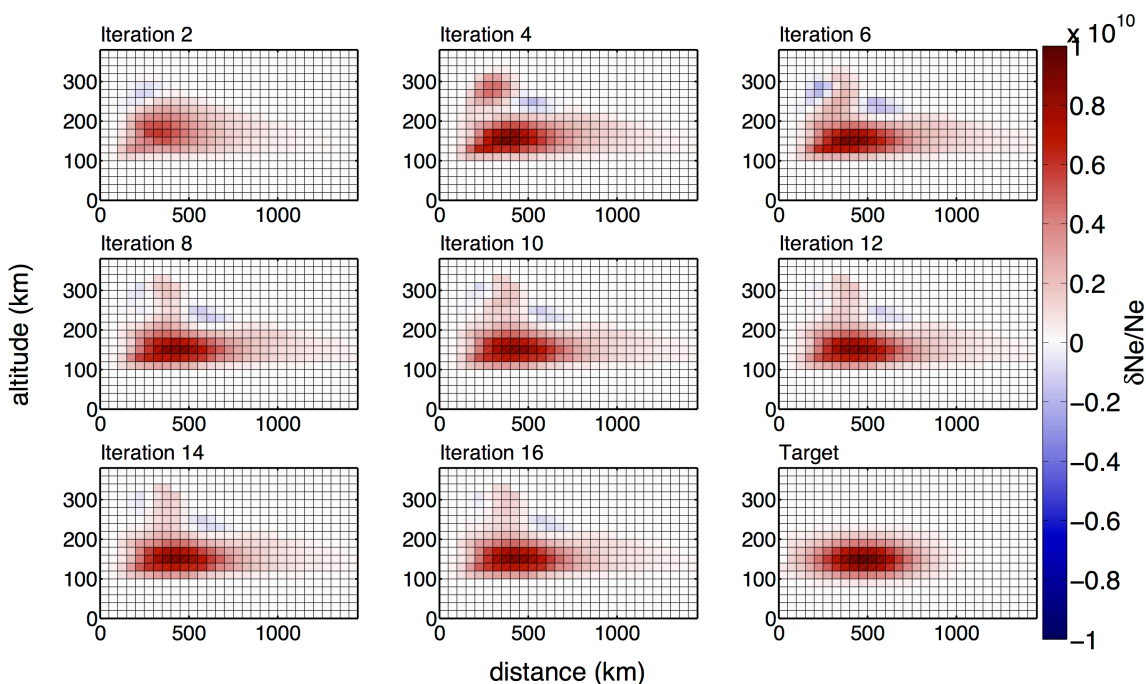 Iteration 2
Iteration 4
Iteration 6
x 10^10
300
200
100
0
0 500 1000
300
200
100
0
0 500 1000
300
200
100
0
0 500 1000
Iteration 8
Iteration 10
Iteration 12
300
200
100
0
0 500 1000
300
200
100
0
0 500 1000
300
200
100
0
0 500 1000
Iteration 14
Iteration 16
Target
300
200
100
0
0 500 1000
300
200
100
0
0 500 1000
300
200
100
0
0 500 1000
altitude (km)
distance (km)
1
0.8
0.6
0.4
0.2
0
−0.2
−0.4
−0.6
−0.8
−1
δNe/Ne